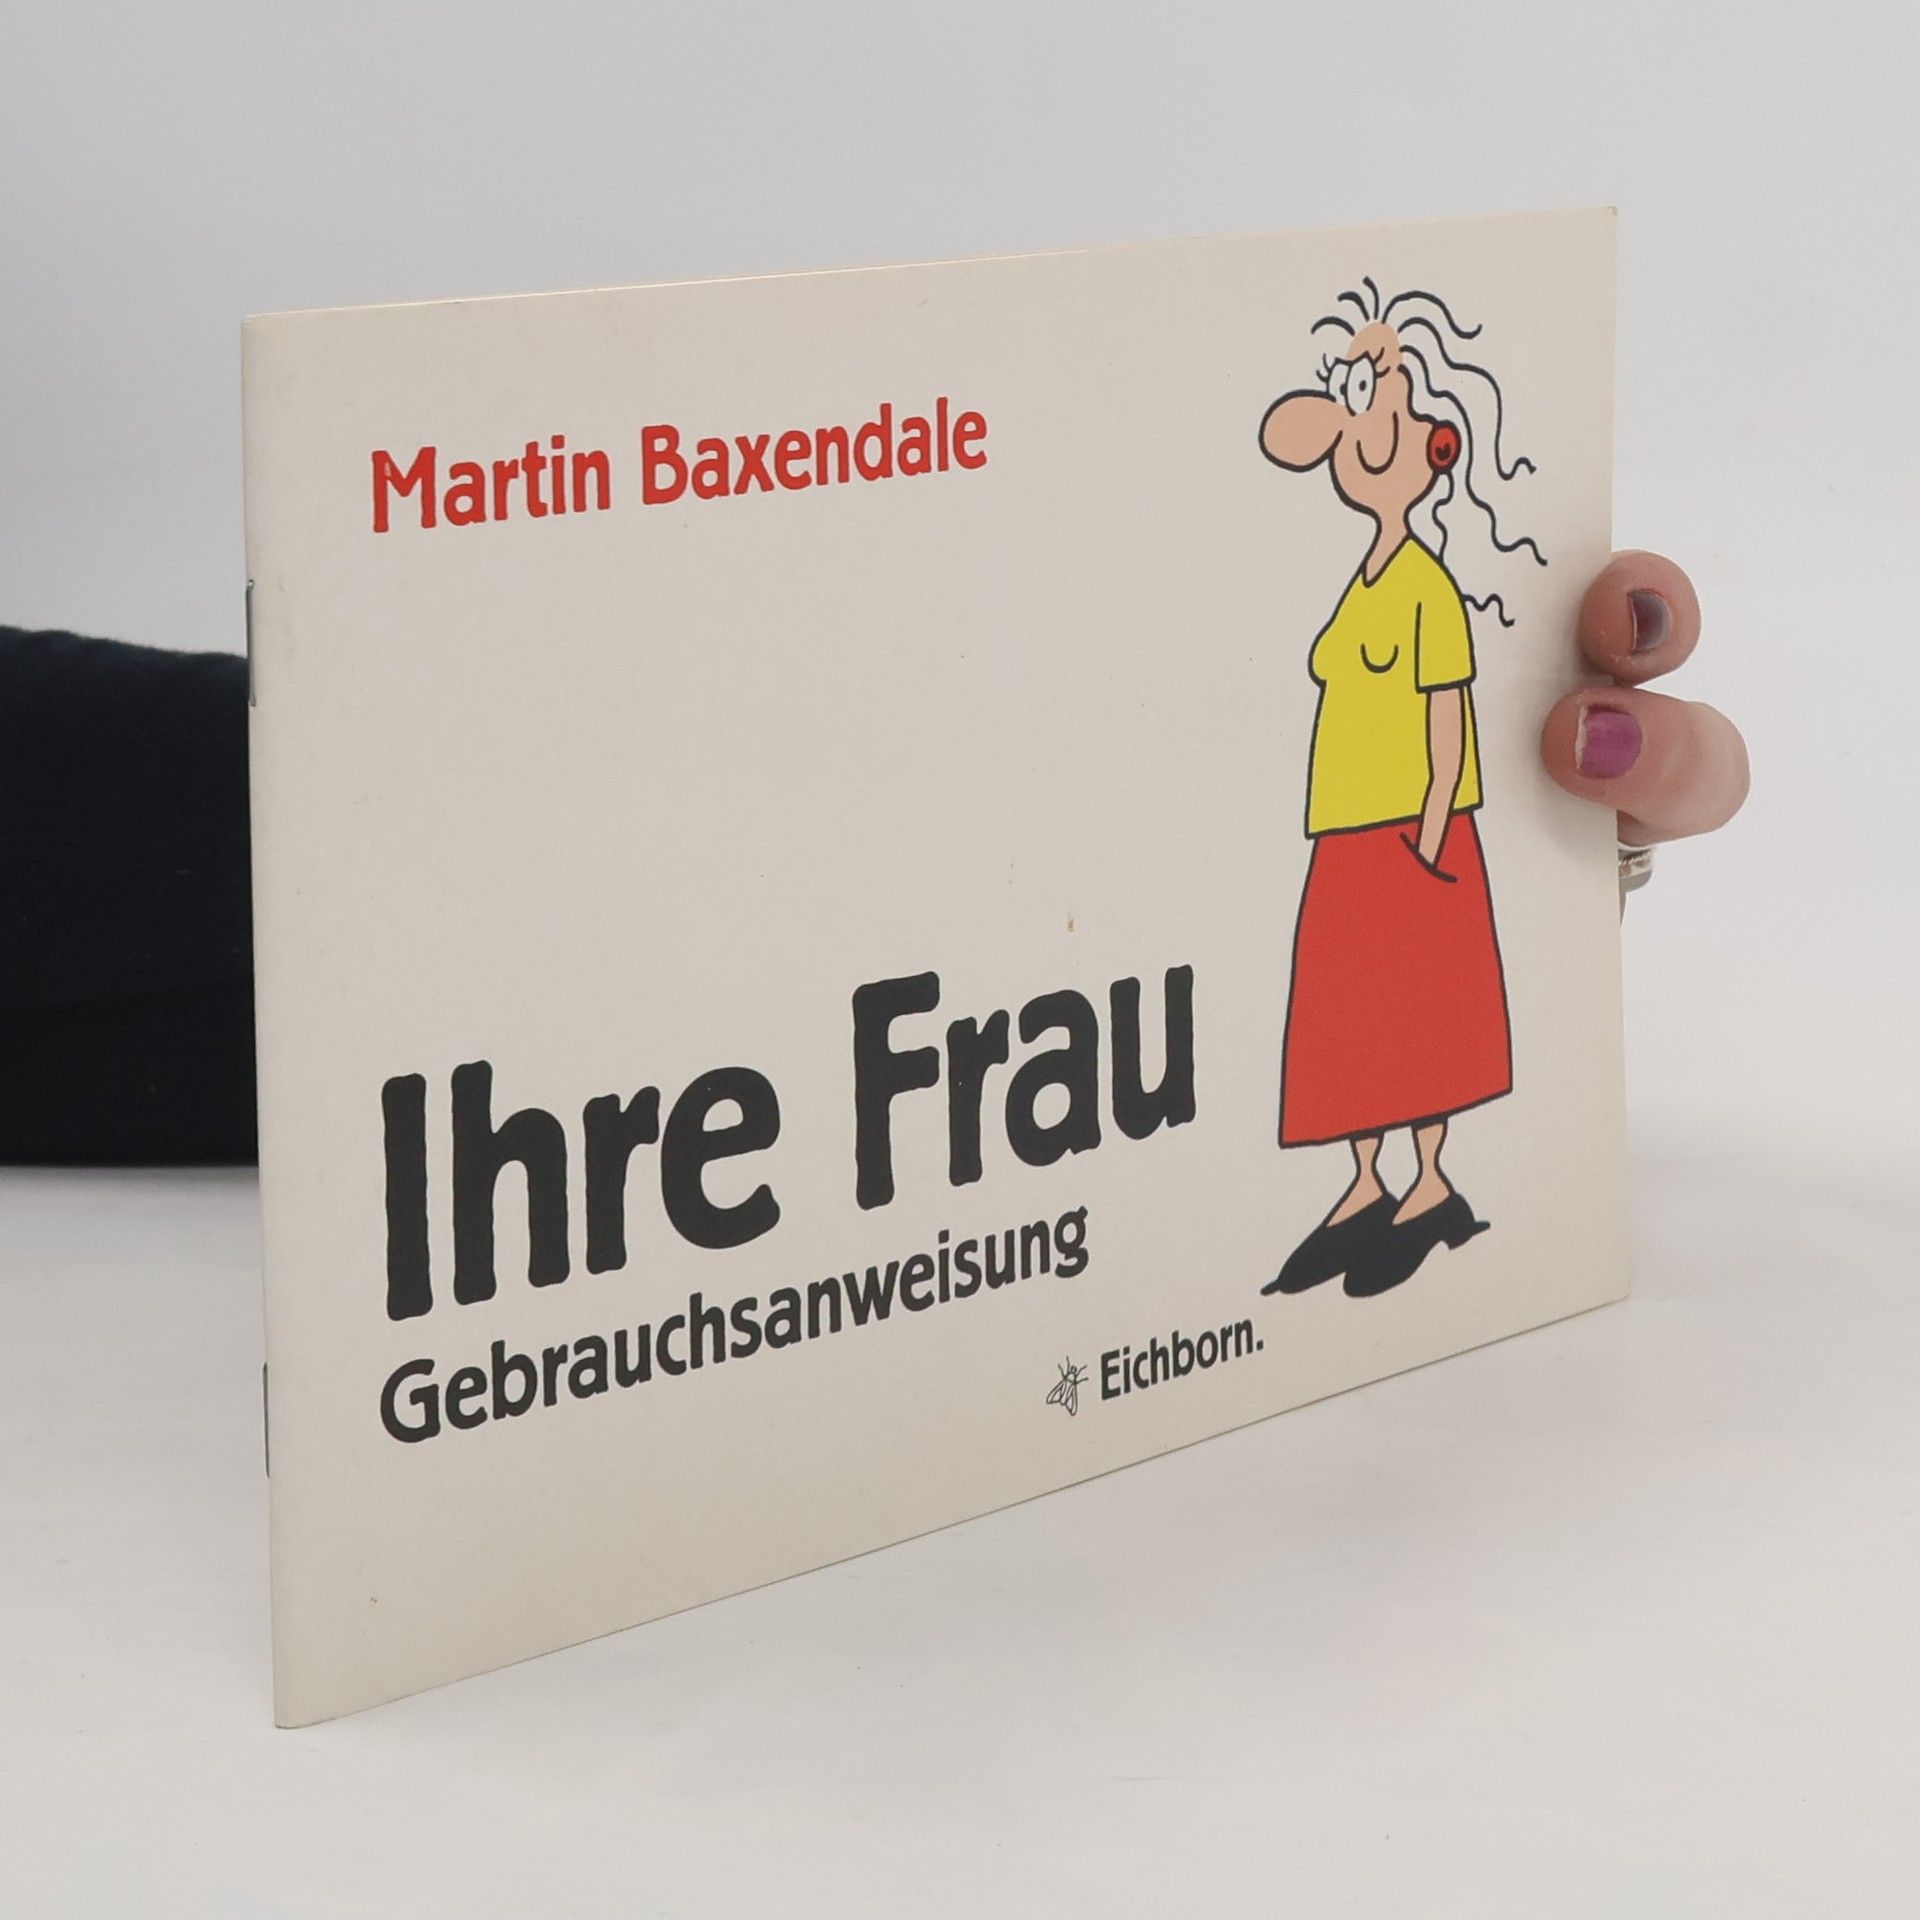 Martin Baxendale
Ihre Frau
Gebrauchsanweisung
Eichborn.